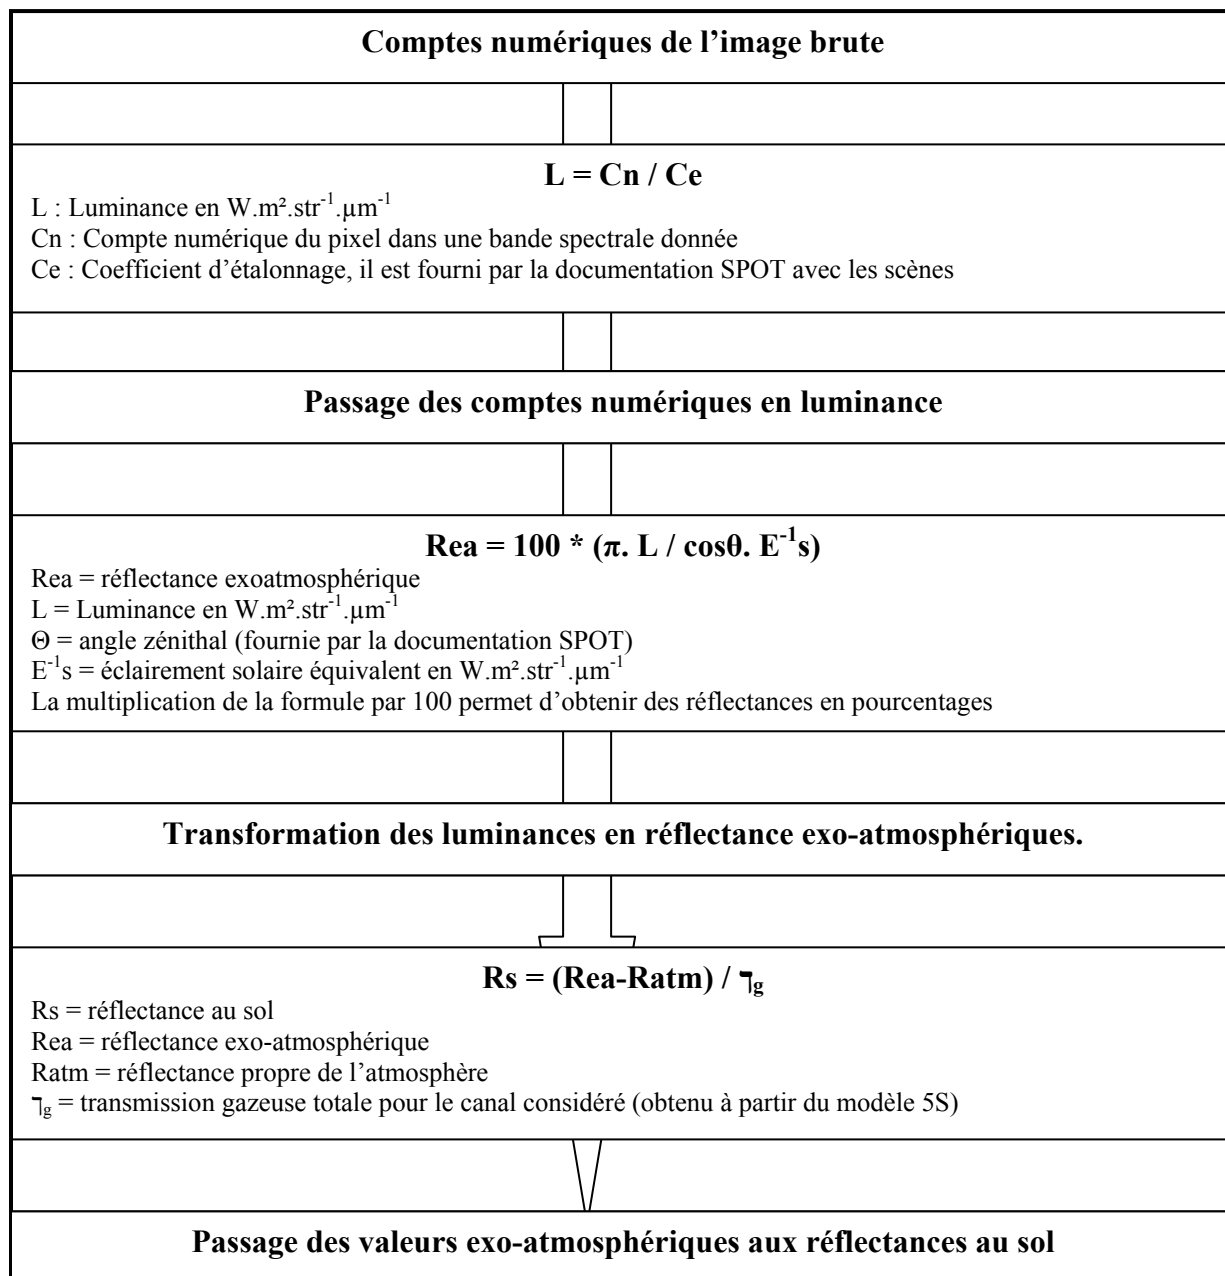 Comptes numériques de l’image brute
L = Cn / Ce
L : Luminance en W.m².str⁻¹.µm⁻¹
Cn : Compte numérique du pixel dans une bande spectrale donnée
Ce : Coefficient d’étalonnage, il est fourni par la documentation SPOT avec les scènes
Passage des comptes numériques en luminance
Rea = 100 * (π. L / cosθ. E⁻¹s)
Rea = réflectance exoatmosphérique
L = Luminance en W.m².str⁻¹.µm⁻¹
Θ = angle zénithal (fournie par la documentation SPOT)
E⁻¹s = éclairement solaire équivalent en W.m².str⁻¹.µm⁻¹
La multiplication de la formule par 100 permet d’obtenir des réflectances en pourcentages
Transformation des luminances en réflectance exo-atmosphériques.
Rs = (Rea-Ratm) / ךg
Rs = réflectance au sol
Rea = réflectance exo-atmosphérique
Ratm = réflectance propre de l’atmosphère
ךg = transmission gazeuse totale pour le canal considéré (obtenu à partir du modèle 5S)
Passage des valeurs exo-atmosphériques aux réflectances au sol